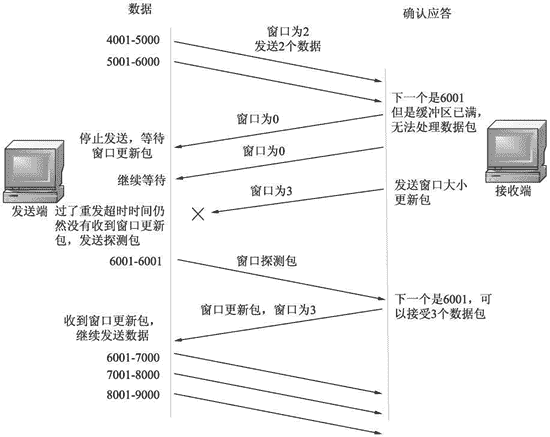 数据
确认应答
窗口为2
发送2个数据
4001-5000
5001-6000
下一个是6001
但是缓冲区已满，
无法处理数据包
窗口为0
停止发送，等待
窗口更新包
窗口为0
继续等待
窗口为3
发送窗口大小
更新包
发送端
接收端
过了重发超时时间仍
然没有收到窗口更新
包，发送探测包
6001-6001
窗口探测包
下一个是6001，可
以接受3个数据包
窗口更新包，窗口为3
收到窗口更新包，
继续发送数据
6001-7000
7001-8000
8001-9000